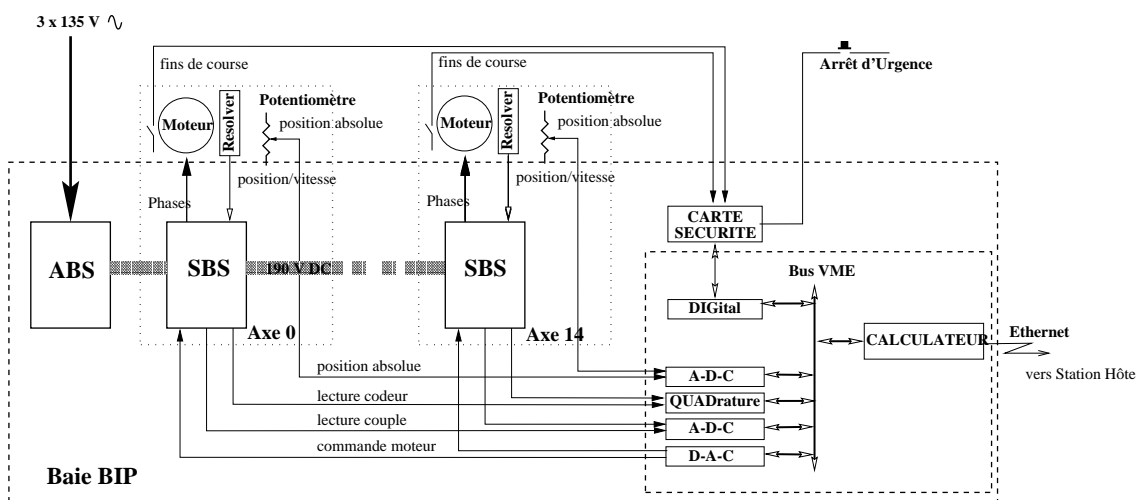 3 x 135 V
fins de course
fins de course
Arrêt d'Urgence
Moteur
Resolver
Potentiomètre
position absolue
position/vitesse
Phases
Moteur
Resolver
Potentiomètre
position absolue
position/vitesse
Phases
ABS
SBS
190 V DC
SBS
Axe 0
Axe 14
CARTE
SECURITE
Bus VME
DIGital
CALCULATEUR
Ethernet
vers Station Hôte
position absolue
A-D-C
lecture codeur
QUADrature
lecture couple
A-D-C
commande moteur
D-A-C
Baie BIP